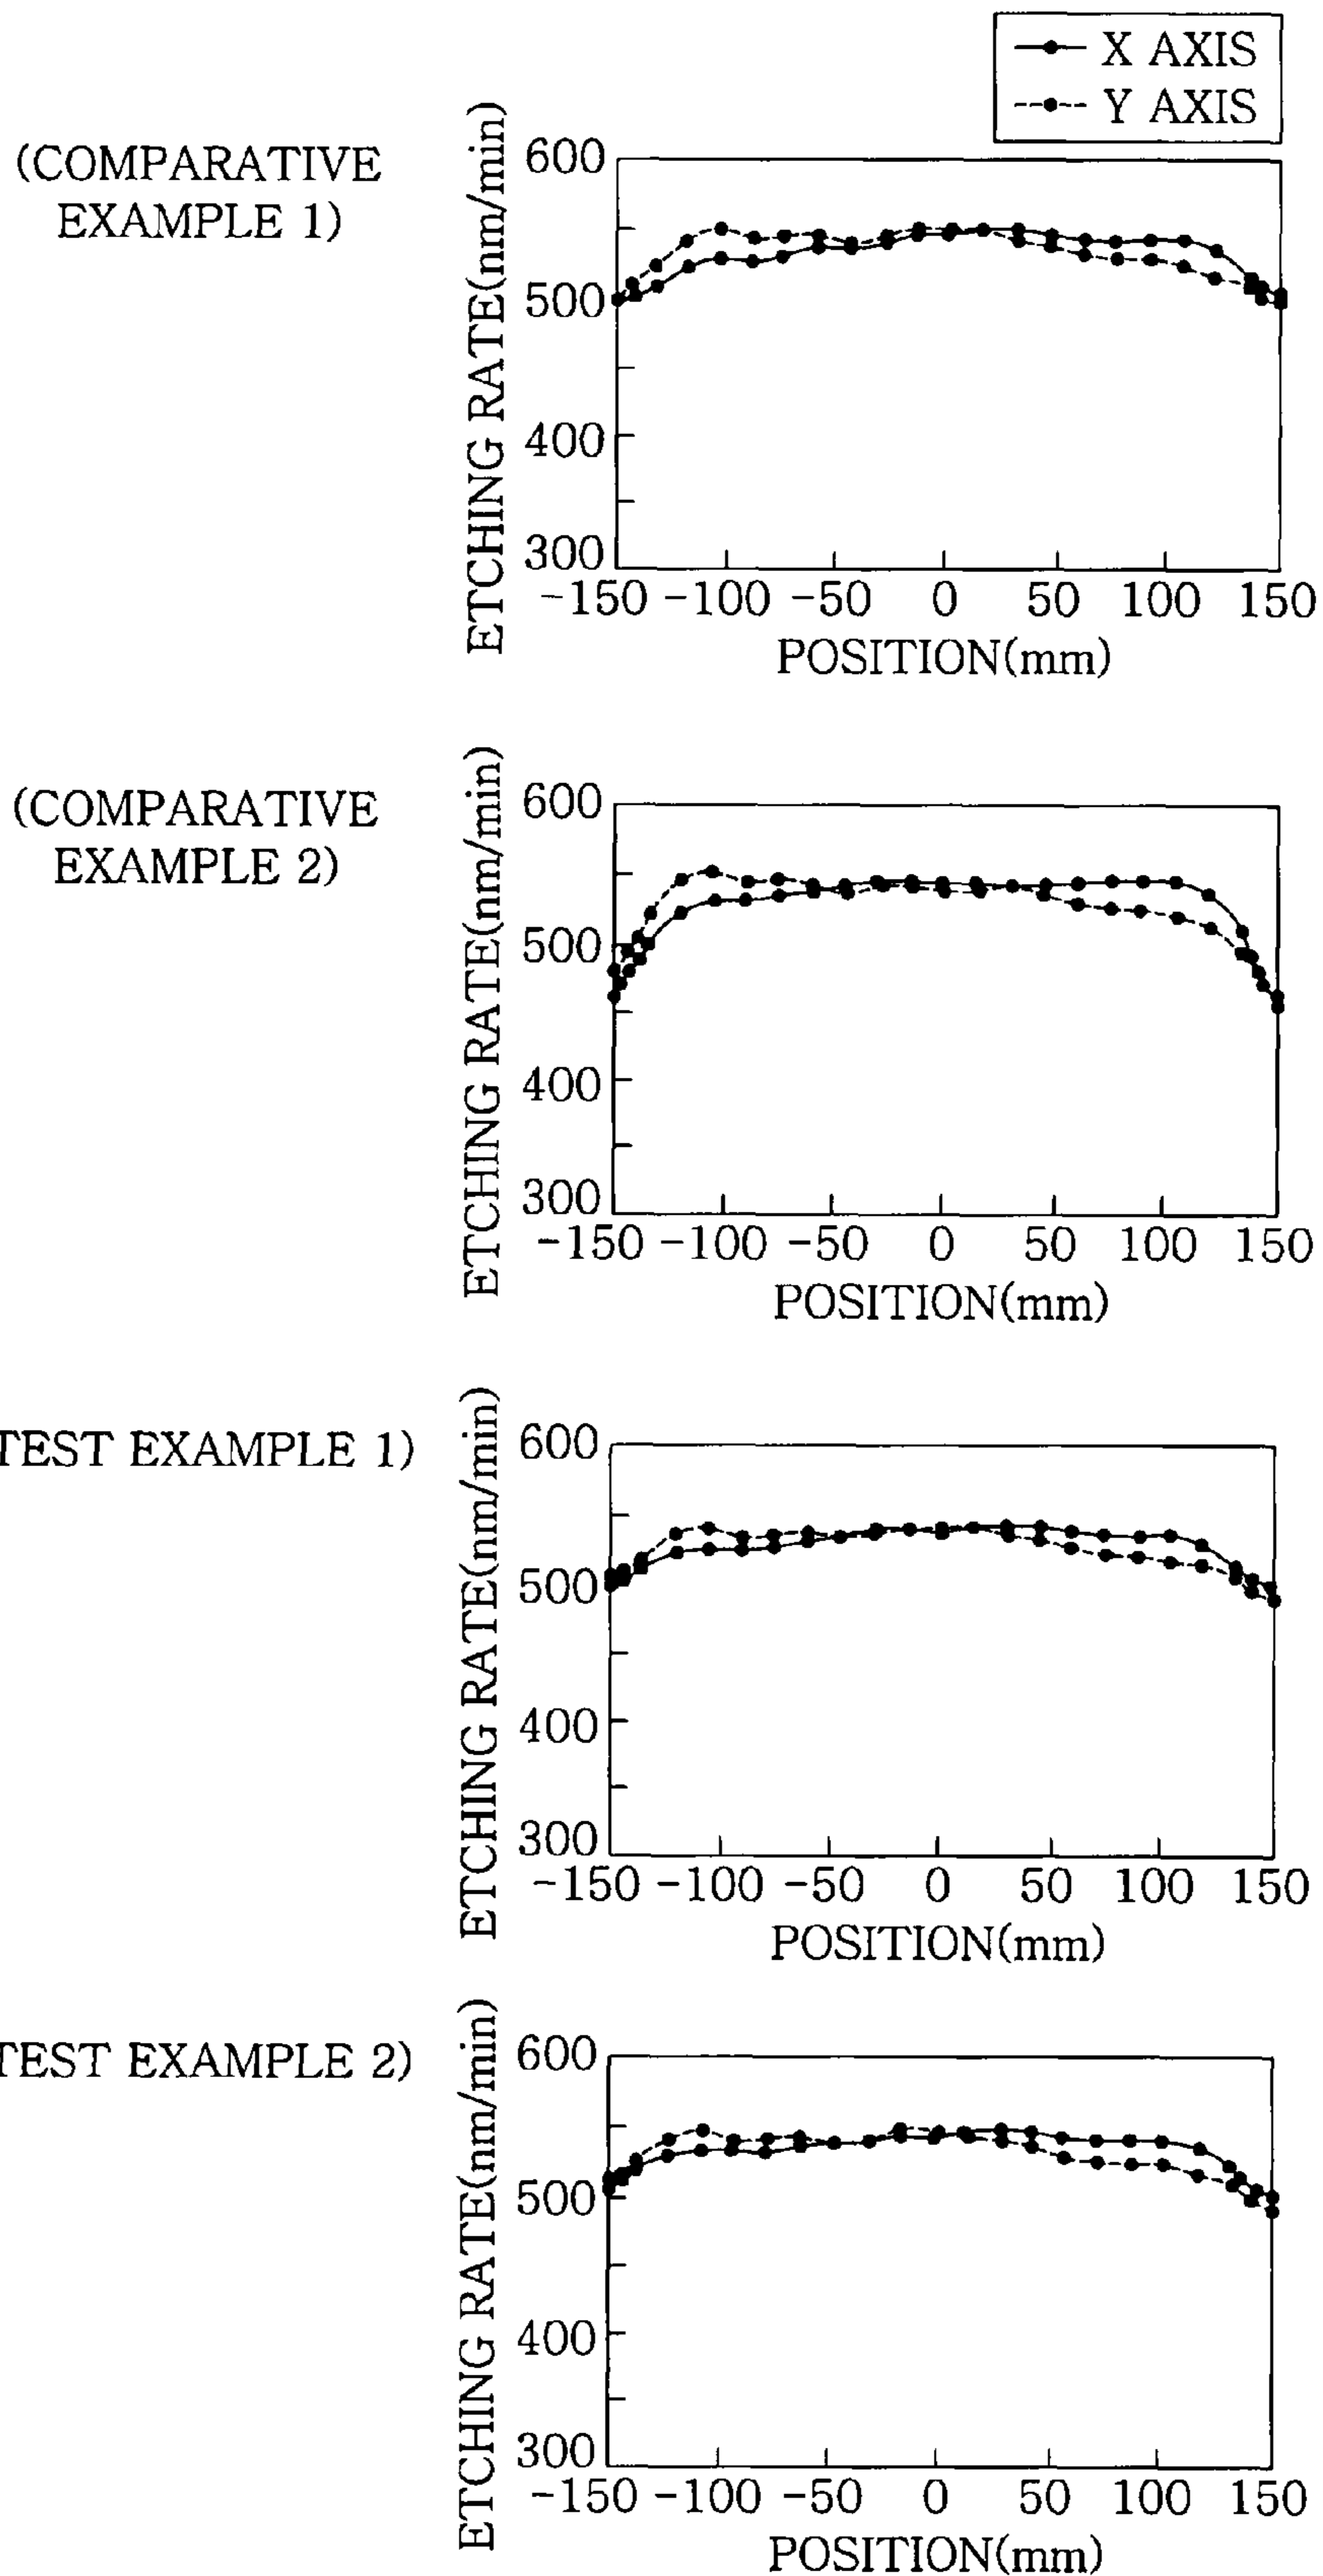 X AXIS
Y AXIS
(COMPARATIVE
EXAMPLE 1)
ETCHING RATE(nm/min)
600
500
400
300
-150 -100 -50 0 50 100 150
POSITION(mm)
(COMPARATIVE
EXAMPLE 2)
ETCHING RATE(nm/min)
600
500
400
300
-150 -100 -50 0 50 100 150
POSITION(mm)
TEST EXAMPLE 1)
ETCHING RATE(nm/min)
600
500
400
300
-150 -100 -50 0 50 100 150
POSITION(mm)
TEST EXAMPLE 2)
ETCHING RATE(nm/min)
600
500
400
300
-150 -100 -50 0 50 100 150
POSITION(mm)